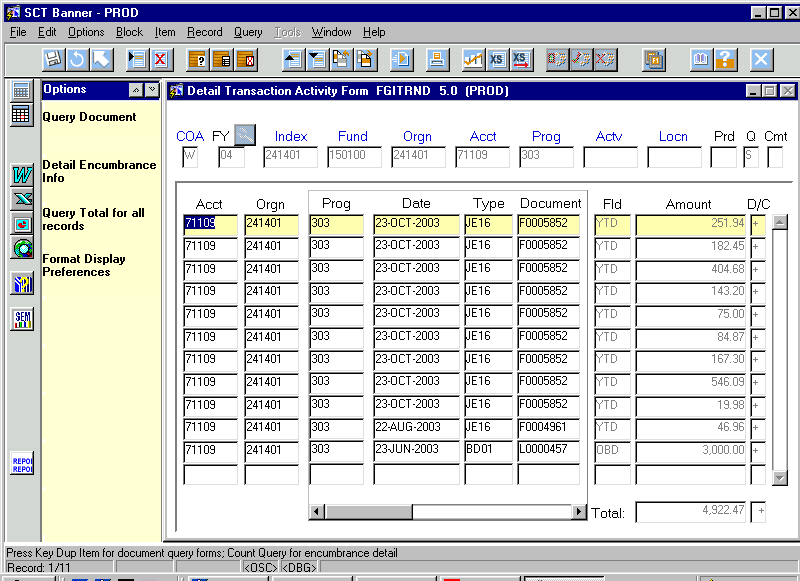 SCT Banner - PROD
File Edit Options Block Item Record Query Tools Window Help
XS XS
Options
Query Document
Detail Encumbrance
Info
Query Total for all
records
Format Display
Preferences
SEM
REPO
REPO
Detail Transaction Activity Form FGITRND 5.0 (PROD)
COA FY Index Fund Orgn Acct Prog Actv Locn Prd Q Cmt
W 04 241401 150100 241401 71109 303 S
Acct Orgn Prog Date Type Document Fld Amount D/C
71109 241401 303 23-OCT-2003 JE16 F0005852 YTD 251.94 +
71109 241401 303 23-OCT-2003 JE16 F0005852 YTD 182.45 +
71109 241401 303 23-OCT-2003 JE16 F0005852 YTD 404.68 +
71109 241401 303 23-OCT-2003 JE16 F0005852 YTD 143.20 +
71109 241401 303 23-OCT-2003 JE16 F0005852 YTD 75.00 +
71109 241401 303 23-OCT-2003 JE16 F0005852 YTD 84.87 +
71109 241401 303 23-OCT-2003 JE16 F0005852 YTD 167.30 +
71109 241401 303 23-OCT-2003 JE16 F0005852 YTD 546.09 +
71109 241401 303 23-OCT-2003 JE16 F0005852 YTD 19.98 +
71109 241401 303 22-AUG-2003 JE16 F0004961 YTD 46.96 +
71109 241401 303 23-JUN-2003 BD01 L0000457 OBD 3,000.00 +
Total: 4,922.47 +
Press Key Dup Item for document query forms; Count Query for encumbrance detail
Record: 1/11 <OSC> <DBG>